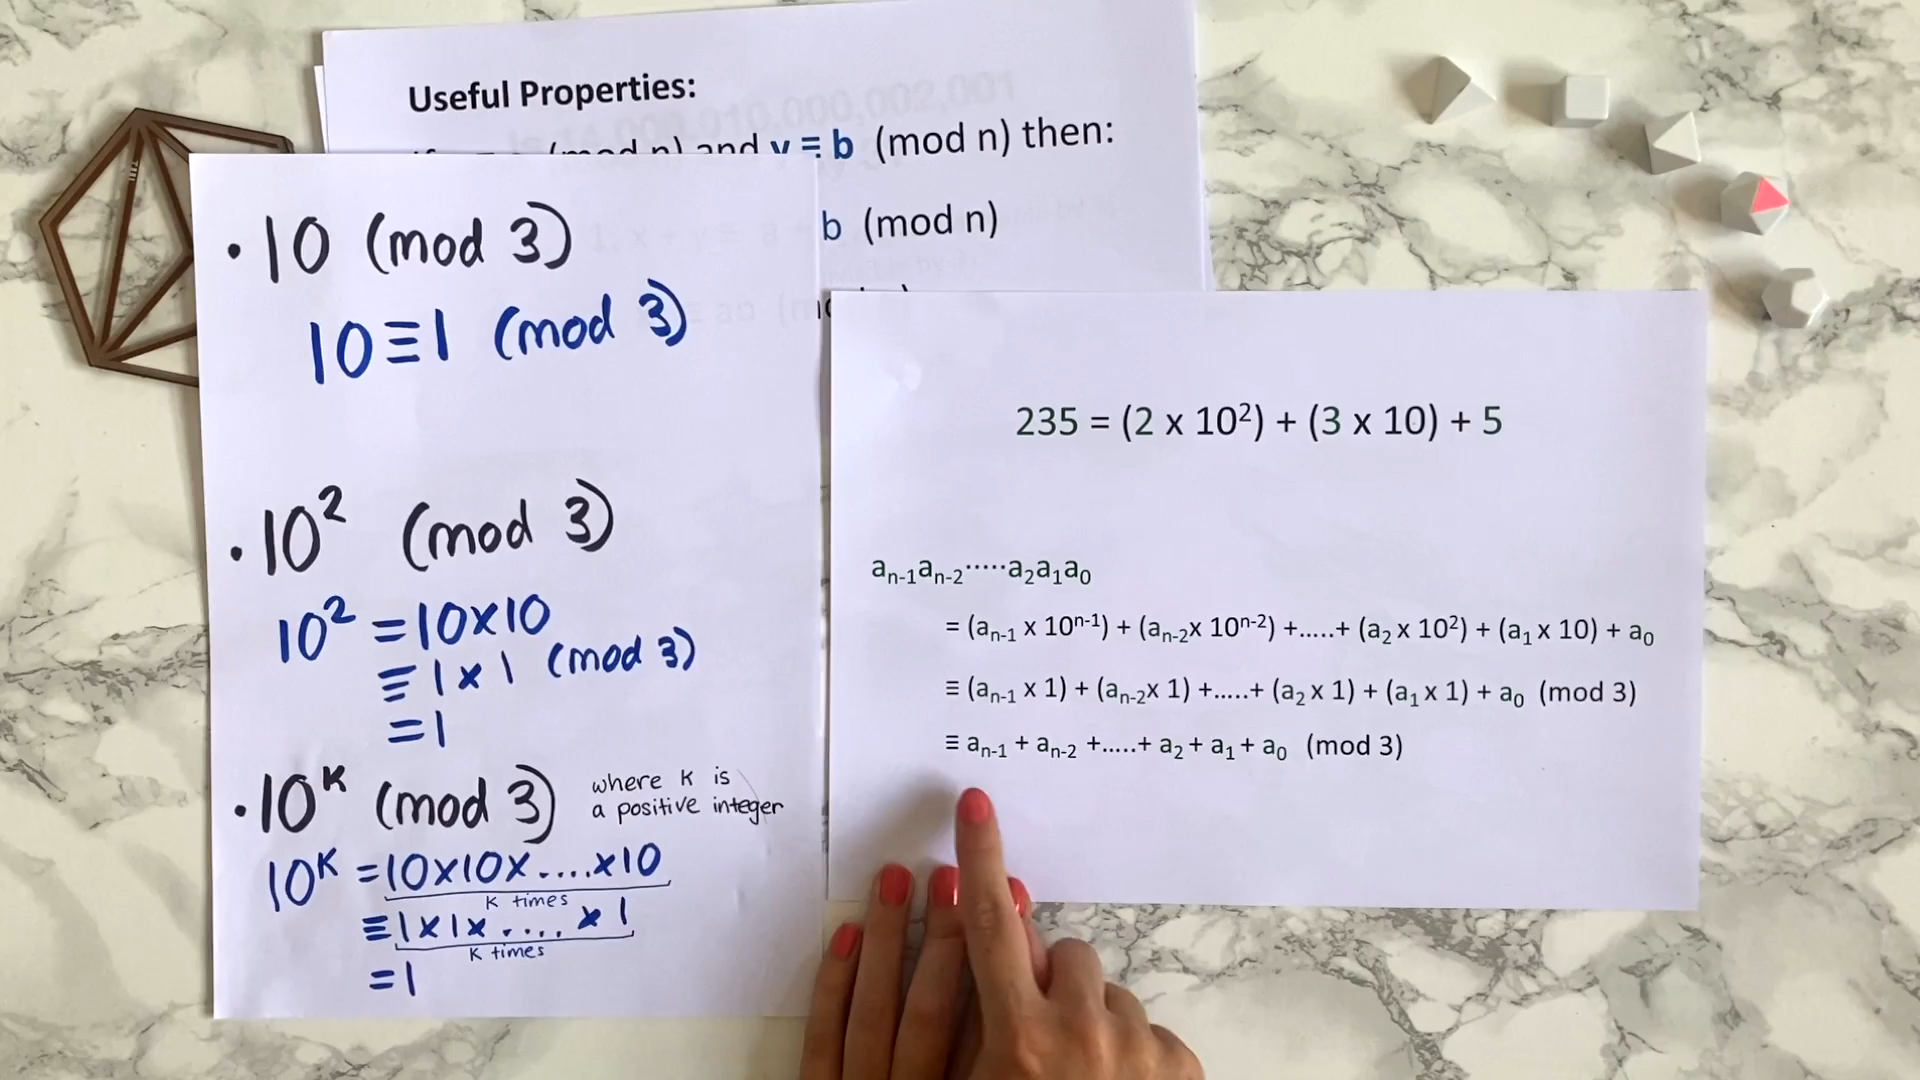 Useful Properties:
(mod n) and y ≡ b (mod n) then:
b (mod n)
• 10 (mod 3)
10 ≡ 1 (mod 3)
• 10² (mod 3)
10² = 10 x 10
≡ 1 x 1 (mod 3)
= 1
• 10ᴷ (mod 3) where K is
a positive integer
10ᴷ = 10 x 10 x .... x 10
K times
≡ 1 x 1 x .... x 1
K times
= 1
235 = (2 x 10²) + (3 x 10) + 5
aₙ₋₁aₙ₋₂·····a₂a₁a₀
= (aₙ₋₁ x 10ⁿ⁻¹) + (aₙ₋₂x 10ⁿ⁻²) +.....+ (a₂ x 10²) + (a₁ x 10) + a₀
≡ (aₙ₋₁ x 1) + (aₙ₋₂x 1) +.....+ (a₂ x 1) + (a₁ x 1) + a₀ (mod 3)
≡ aₙ₋₁ + aₙ₋₂ +.....+ a₂ + a₁ + a₀ (mod 3)